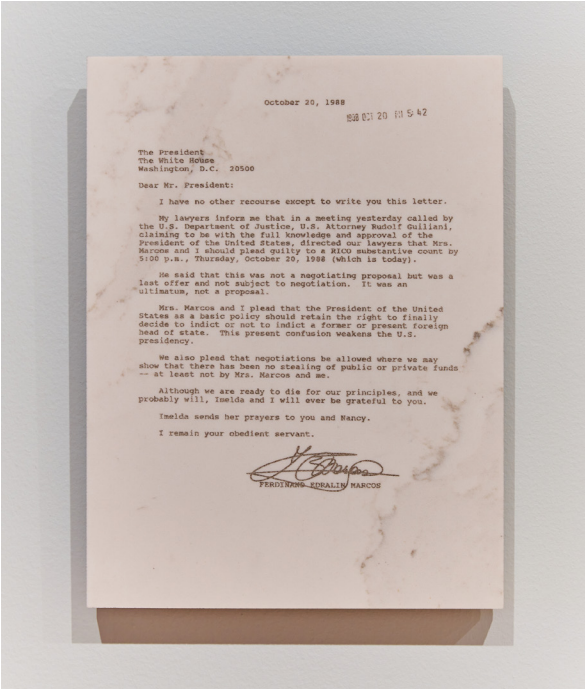 October 20, 1988
1988 OCT 20 PM 5:42
The President
The White House
Washington, D.C. 20500
Dear Mr. President:
I have no other recourse except to write you this letter.
My lawyers inform me that in a meeting yesterday called by
the U.S. Department of Justice, U.S. Attorney Rudolf Guiliani,
claiming to be with the full knowledge and approval of the
President of the United States, directed our lawyers that Mrs.
Marcos and I should plead guilty to a RICO substantive count by
5:00 p.m., Thursday, October 20, 1988 (which is today).
He said that this was not a negotiating proposal but was a
last offer and not subject to negotiation. It was an
ultimatum, not a proposal.
Mrs. Marcos and I plead that the President of the United
States as a basic policy should retain the right to finally
decide to indict or not to indict a former or present foreign
head of state. This present confusion weakens the U.S.
presidency.
We also plead that negotiations be allowed where we may
show that there has been no stealing of public or private funds
-- at least not by Mrs. Marcos and me.
Although we are ready to die for our principles, and we
probably will, Imelda and I will ever be grateful to you.
Imelda sends her prayers to you and Nancy.
I remain your obedient servant.
FERDINAND EDRALIN MARCOS